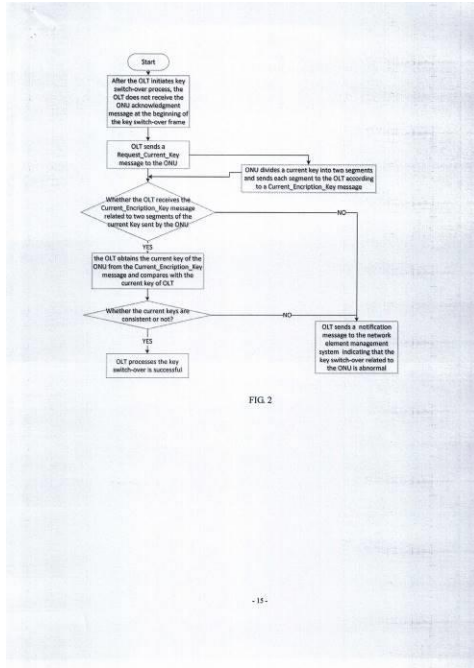 Start
After the OLT initiates key
switch-over process, the
OLT does not receive the
ONU acknowledgment
message at the beginning of
the key switch-over frame
OLT sends a
Request_Current_Key
message to the ONU
ONU divides a current key into two segments
and sends each segment to the OLT according
to a Current_Encription_Key message
Whether the OLT receives the
Current_Encription_Key message
related to two segments of the
current Key sent by the ONU
NO
YES
the OLT obtains the current key of the
ONU from the Current_Encription_Key
message and compares with the
current key of OLT
Whether the current keys are
consistent or not?
NO
YES
OLT sends a notification
message to the network
element management
system indicating that the
key switch-over related to
the ONU is abnormal
OLT processes the key
switch-over is successful
FIG. 2
- 15 -